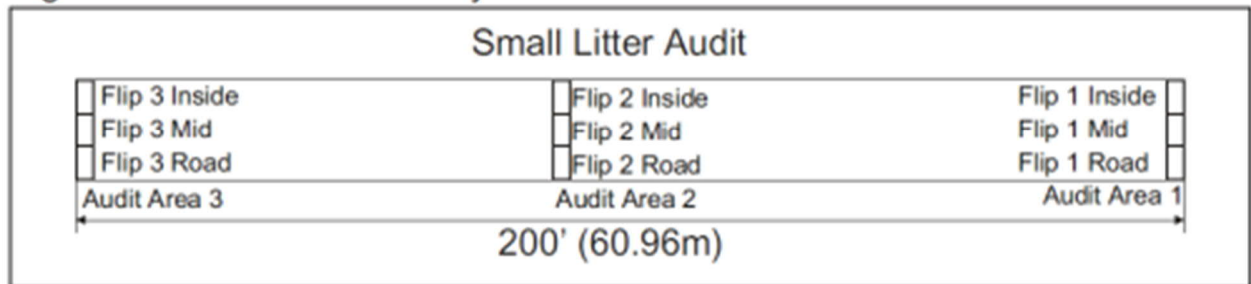 Small Litter Audit
Flip 3 Inside
Flip 2 Inside
Flip 1 Inside
Flip 3 Mid
Flip 2 Mid
Flip 1 Mid
Flip 3 Road
Flip 2 Road
Flip 1 Road
Audit Area 3
Audit Area 2
Audit Area 1
200' (60.96m)